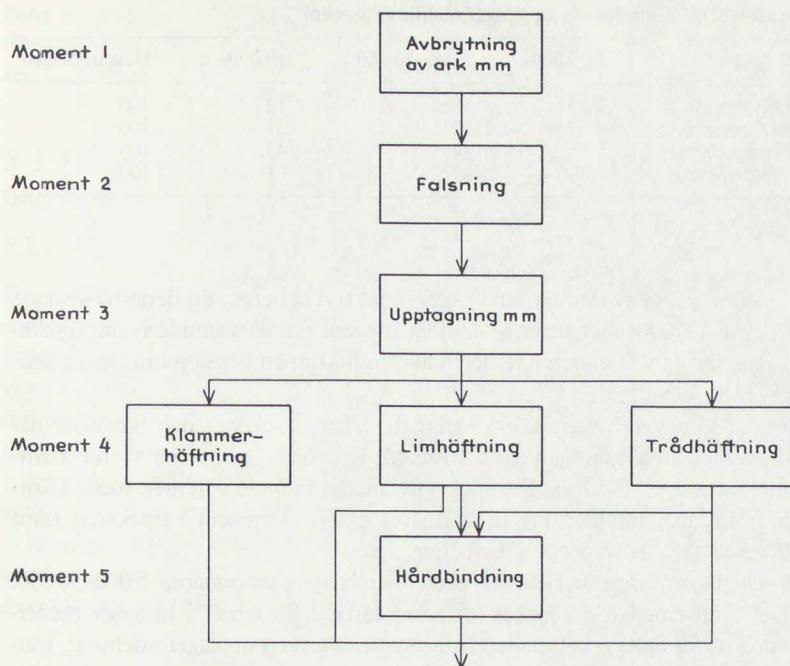 Moment 1
Avbrytning
av ark mm
Moment 2
Falsning
Moment 3
Upptagning mm
Moment 4
Klammer-
häftning
Limhäftning
Trådhäftning
Moment 5
Hårdbindning